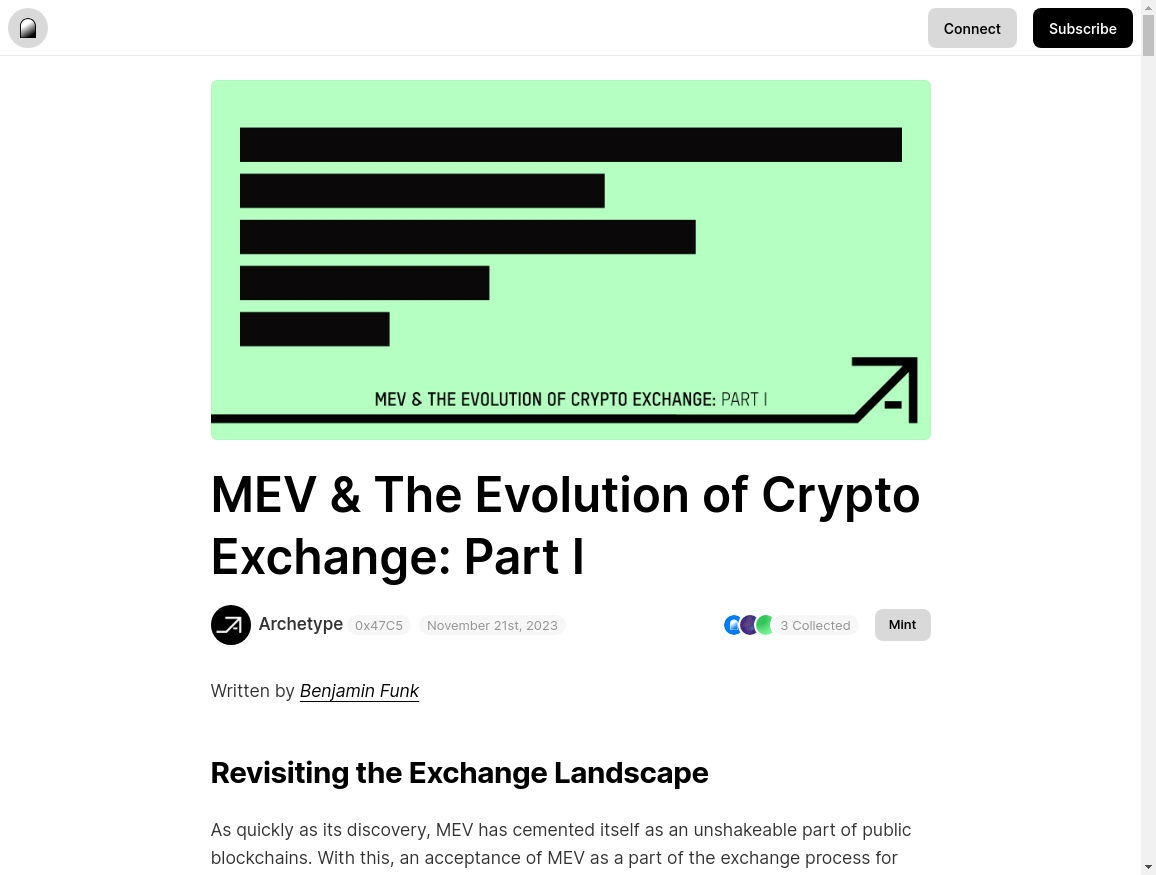 Connect
Subscribe
MEV & THE EVOLUTION OF CRYPTO EXCHANGE: PART I
MEV & The Evolution of Crypto
Exchange: Part I
Archetype
0x47C5
November 21st, 2023
3 Collected
Mint
Written by Benjamin Funk
Revisiting the Exchange Landscape
As quickly as its discovery, MEV has cemented itself as an unshakeable part of public
blockchains. With this, an acceptance of MEV as a part of the exchange process for